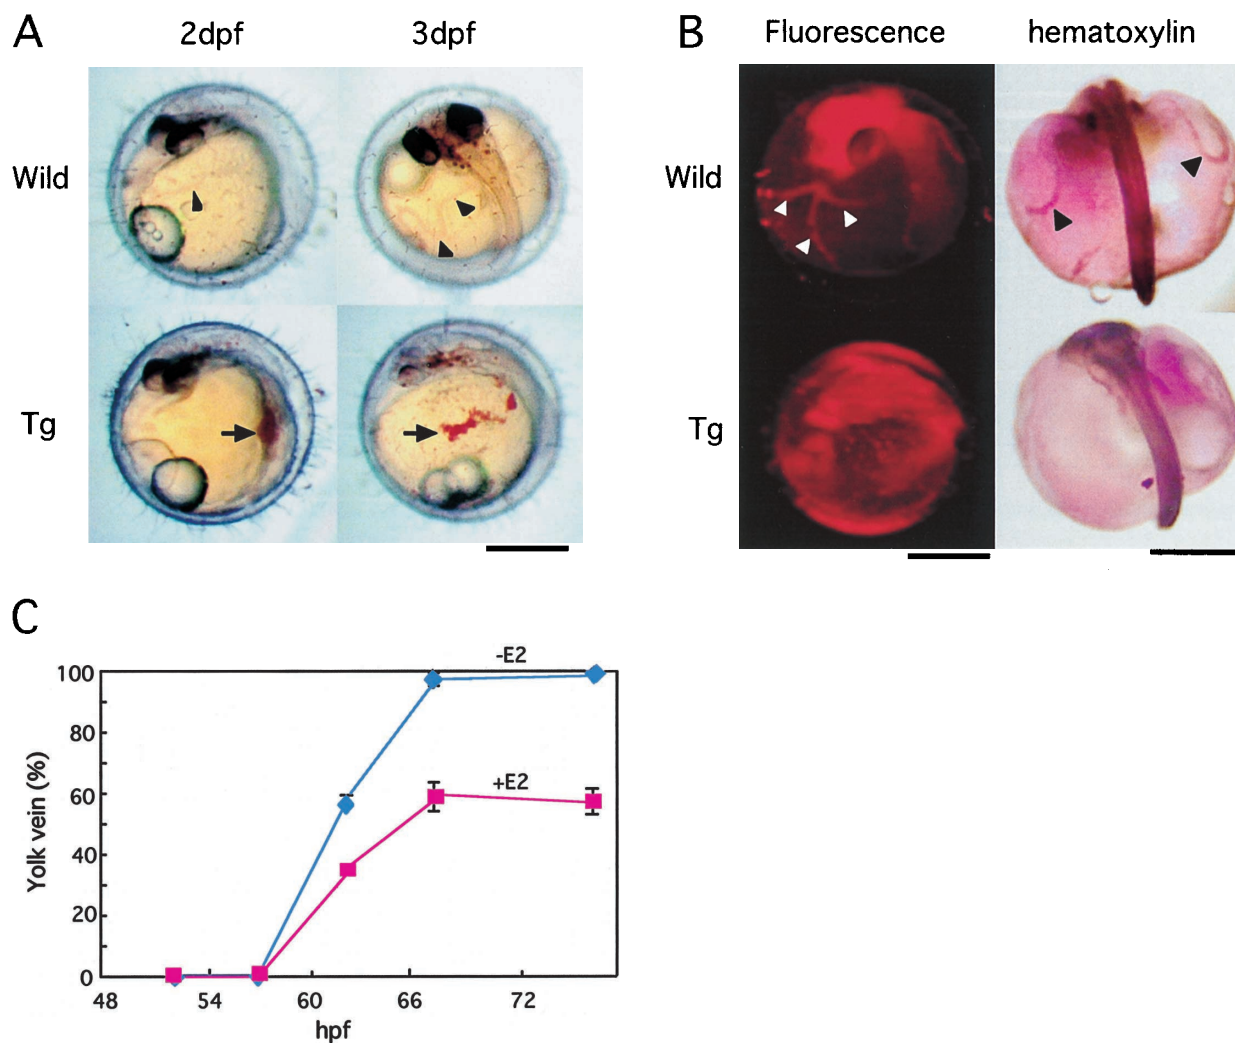 A
2dpf
3dpf
Wild
Tg
B
Fluorescence
hematoxylin
Wild
Tg
C
Yolk vein (%)
100
80
60
40
20
0
-E2
+E2
48
54
60
66
72
hpf